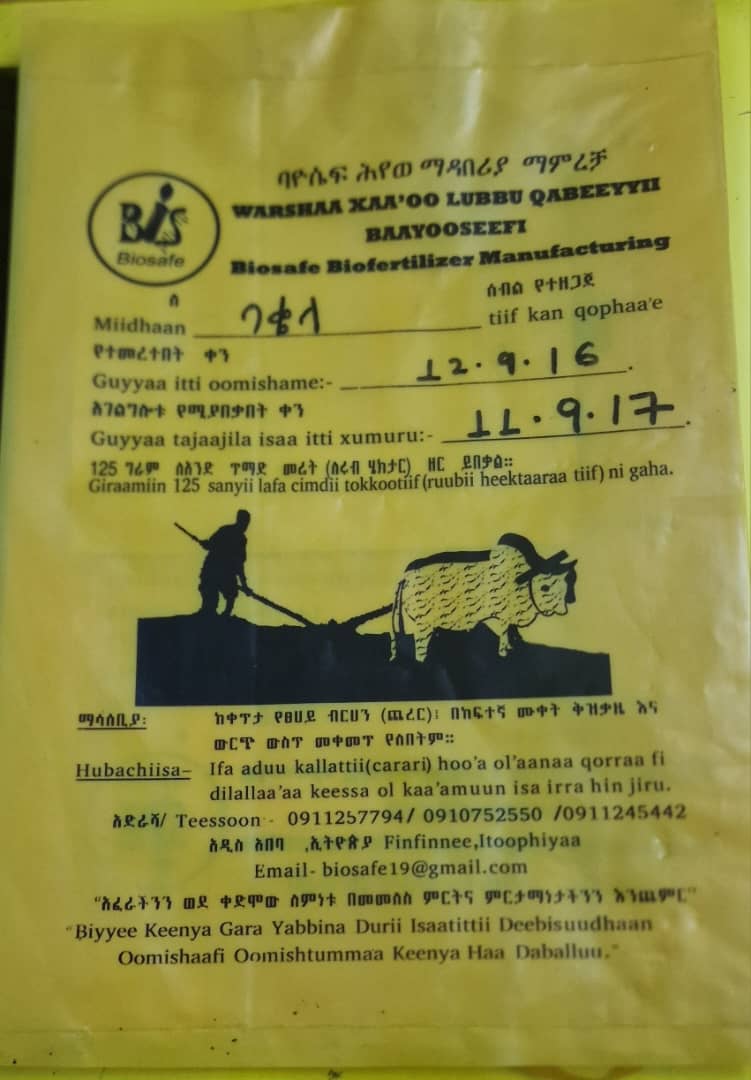 ባዮሴፍ ሕያወ ማዳበሪያ ማምረቻ
BIS
Biosafe
WARSHAA XAA'OO LUBBU QABEEYYII
BAAYOOSEEFI
Biosafe Biofertilizer Manufacturing
ለ ሰብል የተዘጋጀ
Miidhaan ባቄላ tiif kan qophaa'e
የተመረተበት ቀን
Guyyaa itti oomishame:- 12.9.16.
አገልግሎቱ የሚያበቃበት ቀን
Guyyaa tajaajila isaa itti xumuru:- 11.9.17.
125 ግራም ለአንድ ጥማድ መሬት (ለሩብ ሄክታር) ዘር ይበቃል።
Giraamiin 125 sanyii lafa cimdii tokkootiif (ruubii heektaaraa tiif) ni gaha.
ማሳሰቢያ: ከቀጥታ የፀሀይ ብርሀን (ጨረር)፤ በከፍተኛ ሙቀት ቅዝቃዜ እና
ውርጭ ውስጥ መቀመጥ የለበትም።
Hubachiisa- Ifa aduu kallattii(carari) hoo'a ol'aanaa qorraa fi
dilallaa'aa keessa ol kaa'amuun isa irra hin jiru.
አድራሻ/ Teessoon - 0911257794/ 0910752550 /0911245442
አዲስ አበባ ,ኢትዮጵያ Finfinnee,Itoophiyaa
Email- biosafe19@gmail.com
"አፈራችንን ወደ ቀድሞው ለምነቱ በመመለስ ምርትና ምርታማነታችንን እንጨምር"
"Biyyee Keenya Gara Yabbina Durii Isaatittii Deebisuudhaan
Oomishaafi Oomishtummaa Keenya Haa Daballuu."